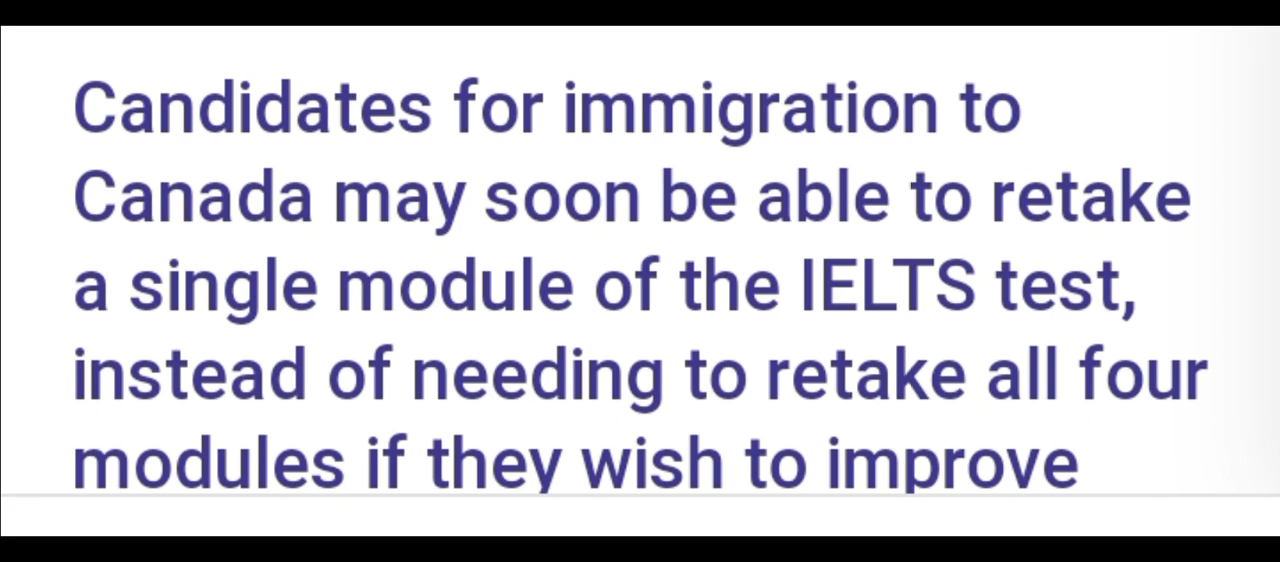 Candidates for immigration to
Canada may soon be able to retake
a single module of the IELTS test,
instead of needing to retake all four
modules if they wish to improve